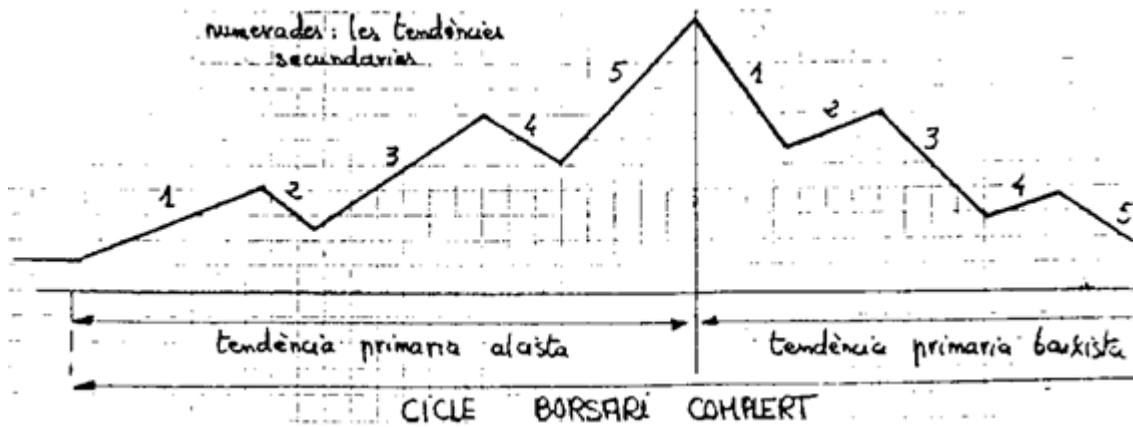 numerades: les tendències
secundaries
1
2
3
4
5
1
2
3
4
5
tendència primaria alcista
tendència primaria baixista
CICLE BORSARI COMPLERT